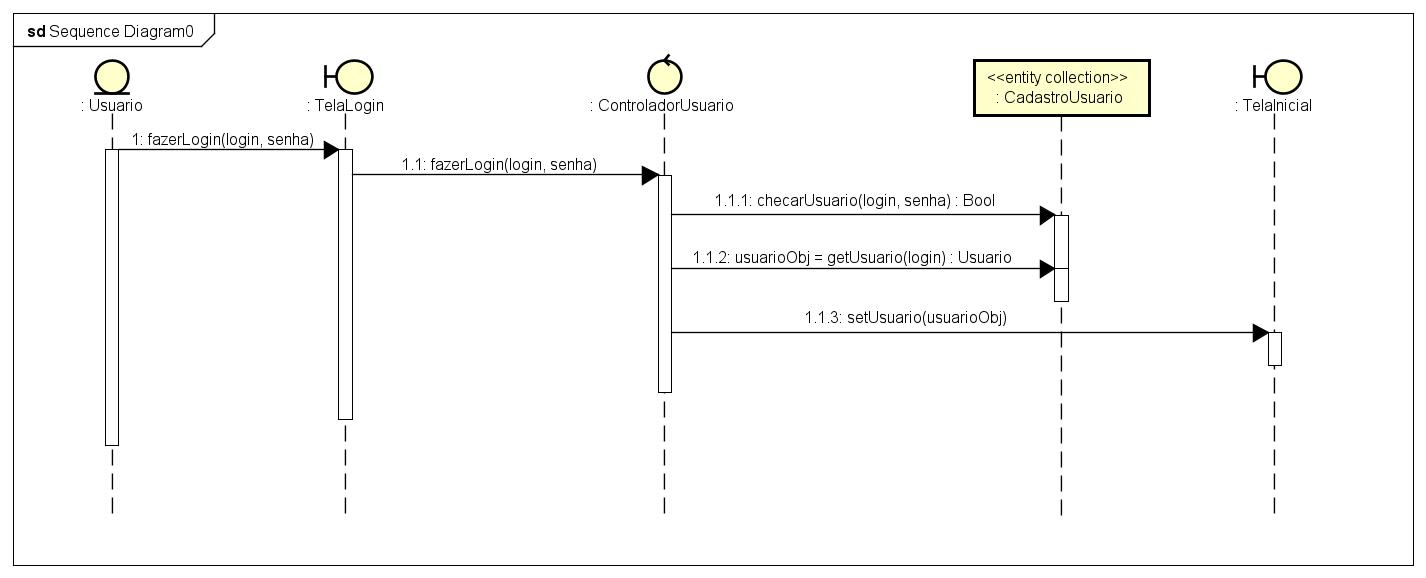 sd Sequence Diagram0
: Usuario
: TelaLogin
: ControladorUsuario
<<entity collection>>
: CadastroUsuario
: TelaInicial
1: fazerLogin(login, senha)
1.1: fazerLogin(login, senha)
1.1.1: checarUsuario(login, senha) : Bool
1.1.2: usuarioObj = getUsuario(login) : Usuario
1.1.3: setUsuario(usuarioObj)